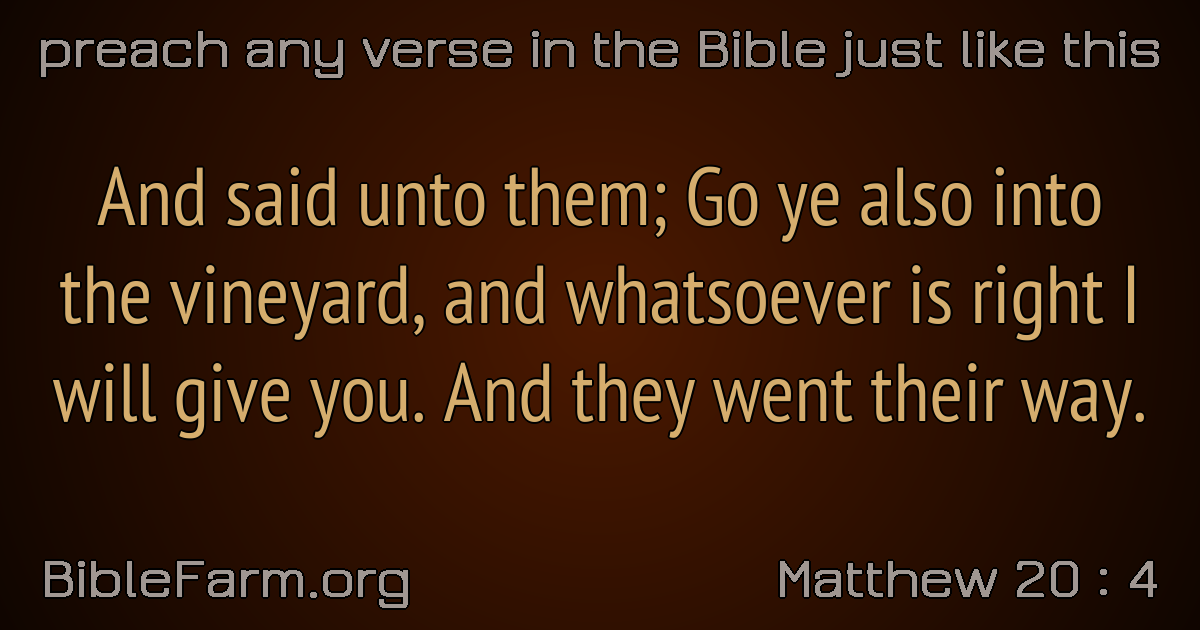 preach any verse in the Bible just like this
And said unto them; Go ye also into
the vineyard, and whatsoever is right I
will give you. And they went their way.
BibleFarm.org
Matthew 20 : 4